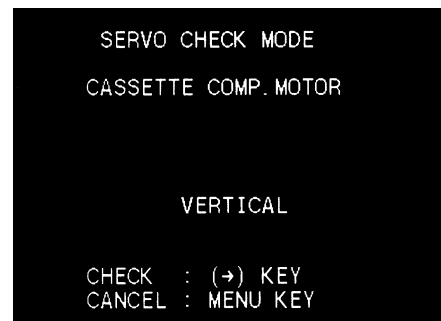 SERVO CHECK MODE
CASSETTE COMP.MOTOR
VERTICAL
CHECK : (→) KEY
CANCEL : MENU KEY